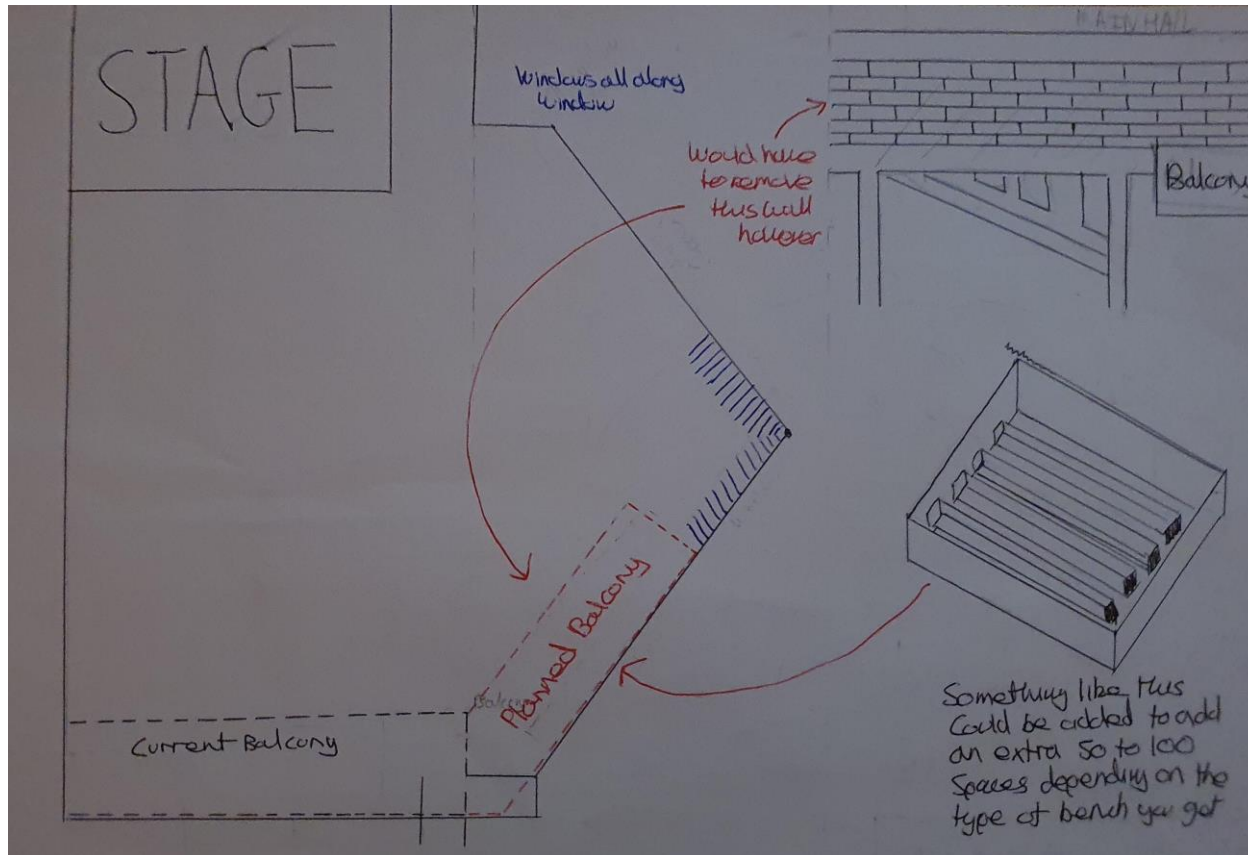 STAGE
Windows all along
window
MAIN HALL
Would have
to remove
this wall
however
Balcony
Planned Balcony
Current Balcony
Something like this
could be added to add
an extra 50 to 100
spaces depending on the
type of bench you got